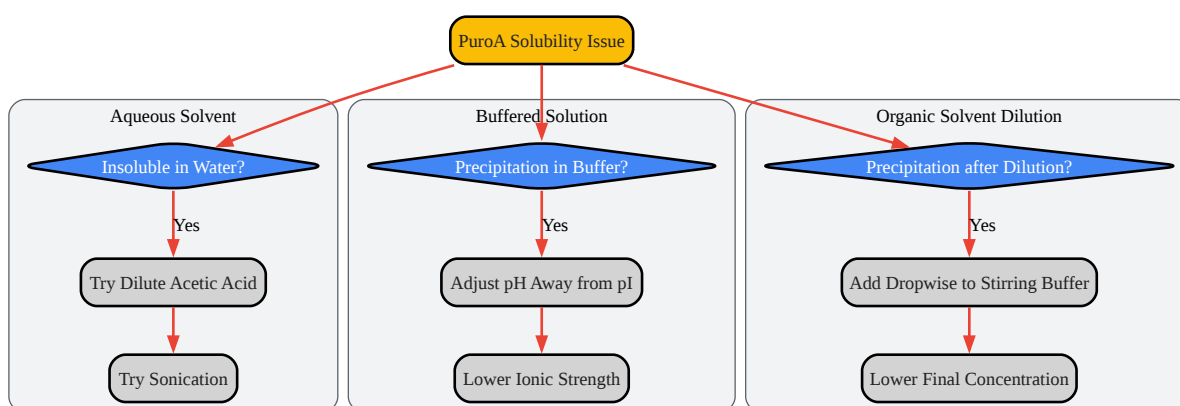 PuroA Solubility Issue
Aqueous Solvent
Buffered Solution
Organic Solvent Dilution
Insoluble in Water?
Precipitation in Buffer?
Precipitation after Dilution?
Yes
Yes
Yes
Try Dilute Acetic Acid
Adjust pH Away from pI
Add Dropwise to Stirring Buffer
Try Sonication
Lower Ionic Strength
Lower Final Concentration